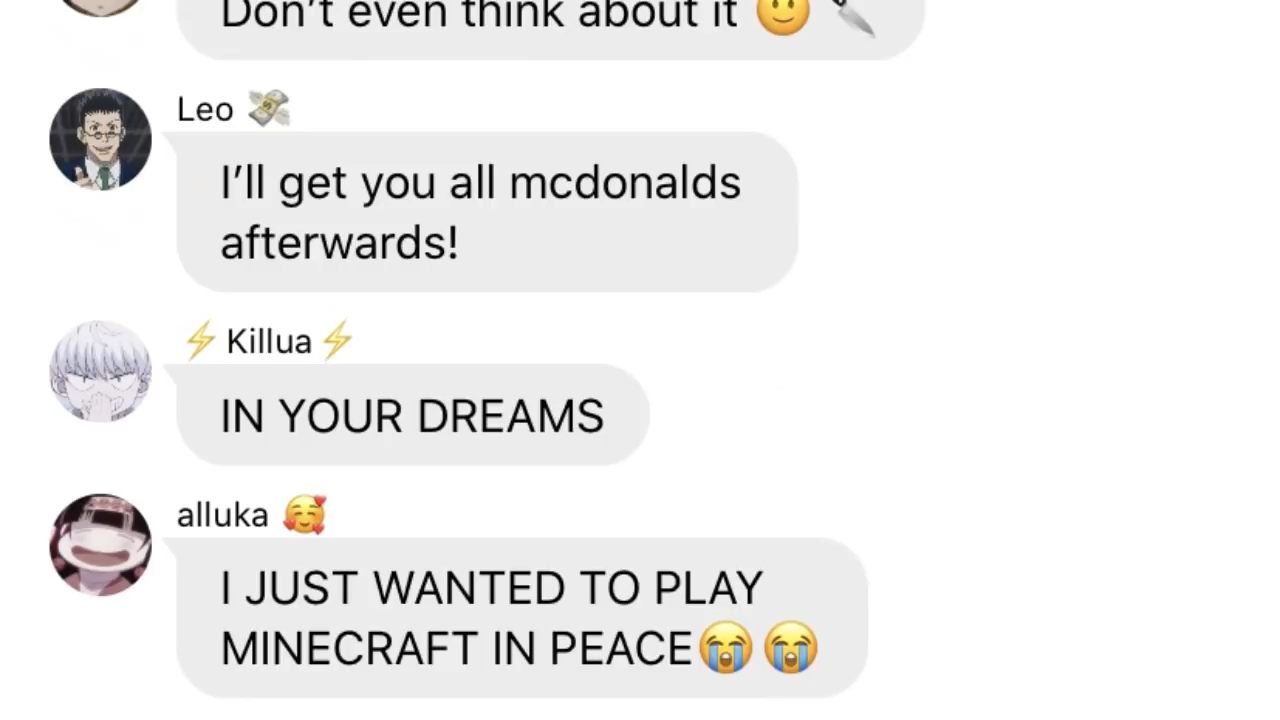 Don't even think about it 🙂 🔪
Leo 💸
I'll get you all mcdonalds
afterwards!
⚡Killua⚡
IN YOUR DREAMS
alluka 🥰
I JUST WANTED TO PLAY
MINECRAFT IN PEACE😭😭